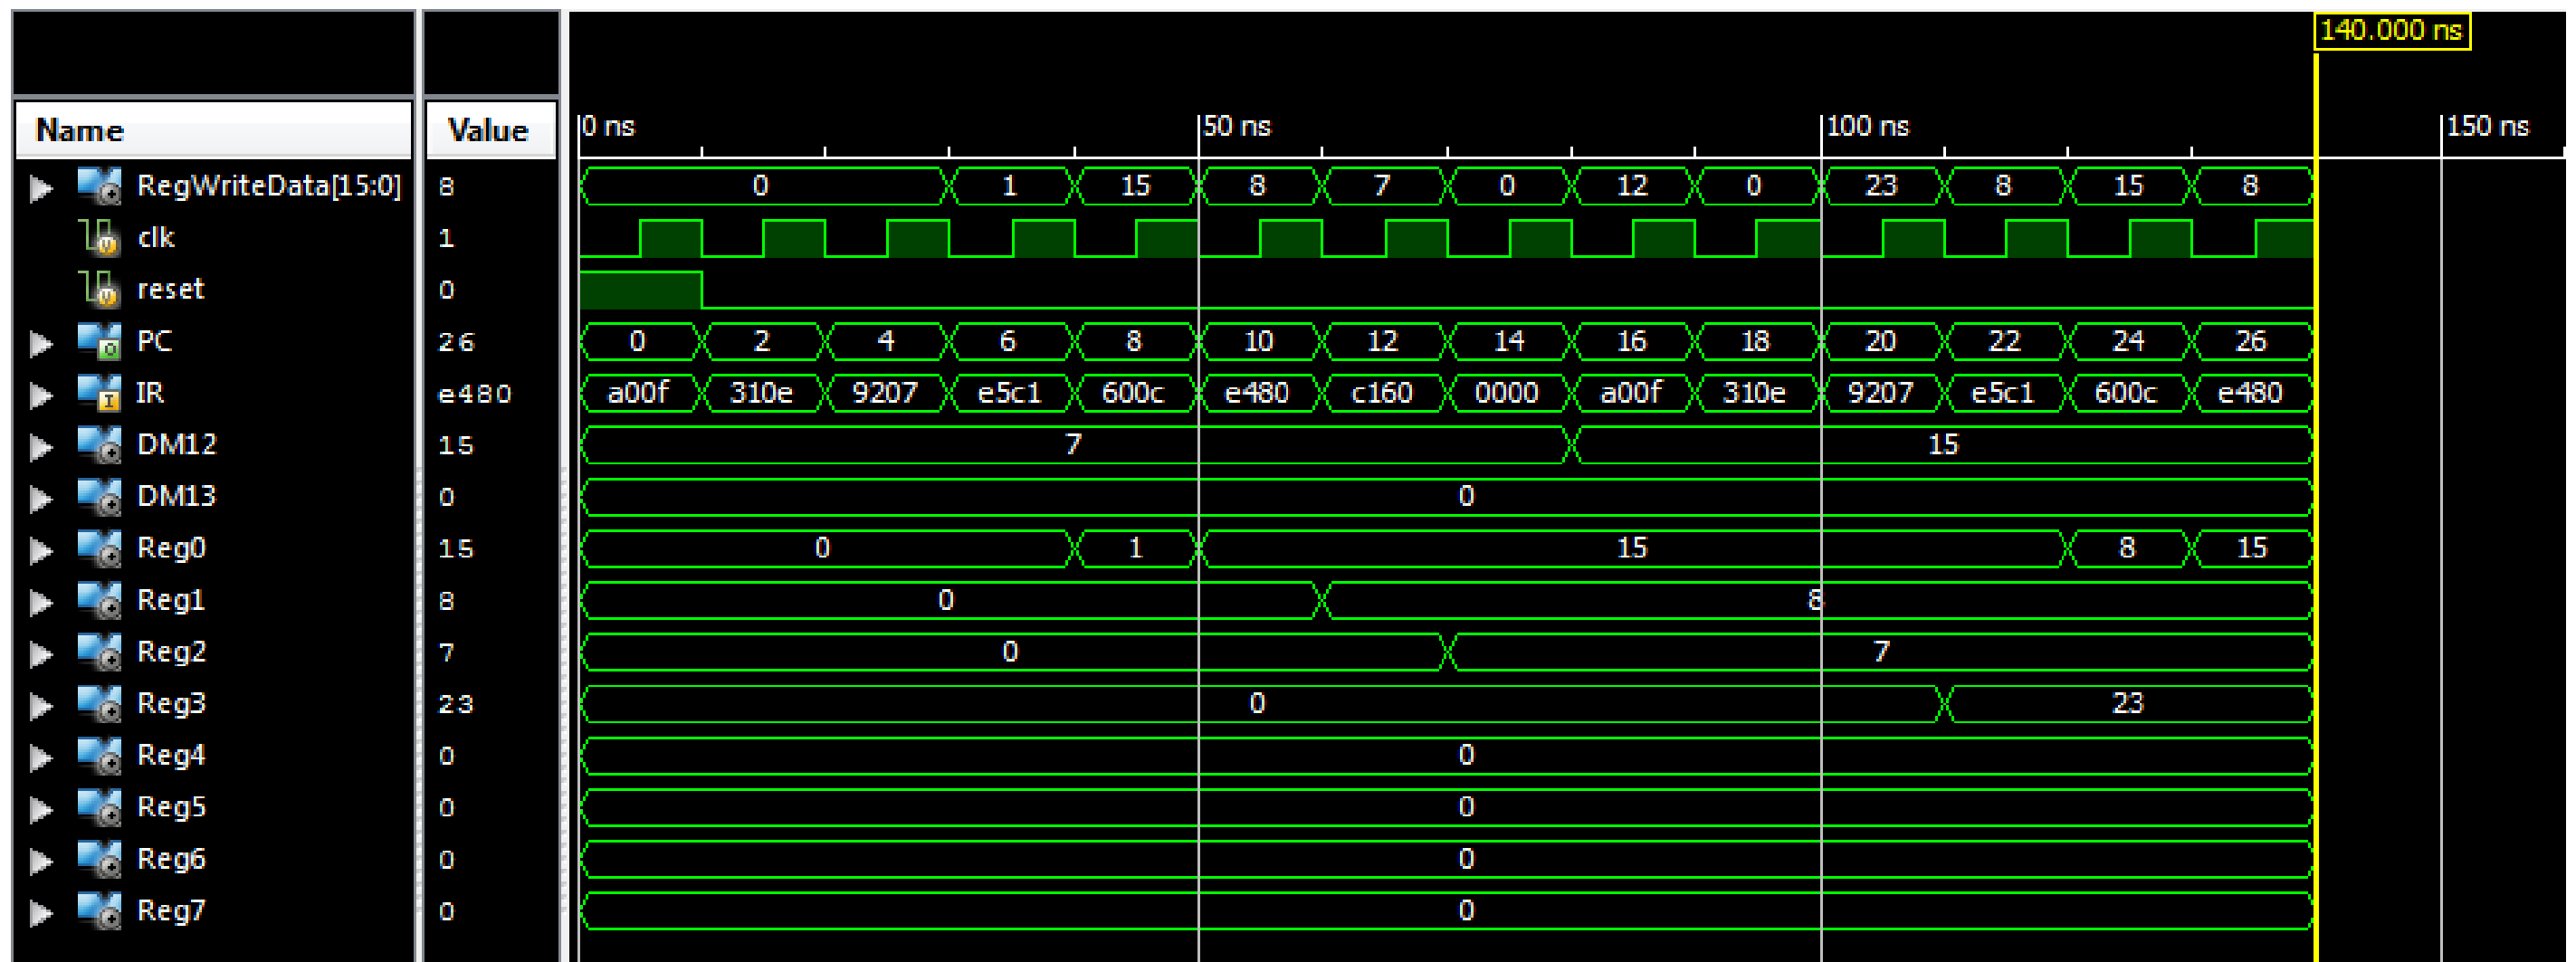 140.000 ns
Name Value 0 ns 50 ns 100 ns 150 ns
RegWriteData[15:0] 8 0 1 15 8 7 0 12 0 23 8 15 8
clk 1
reset 0
PC 26 0 2 4 6 8 10 12 14 16 18 20 22 24 26
IR e480 a00f 310e 9207 e5c1 600c e480 c160 0000 a00f 310e 9207 e5c1 600c e480
DM12 15 7 15
DM13 0 0
Reg0 15 0 1 15 8 15
Reg1 8 0 8
Reg2 7 0 7
Reg3 23 0 23
Reg4 0 0
Reg5 0 0
Reg6 0 0
Reg7 0 0